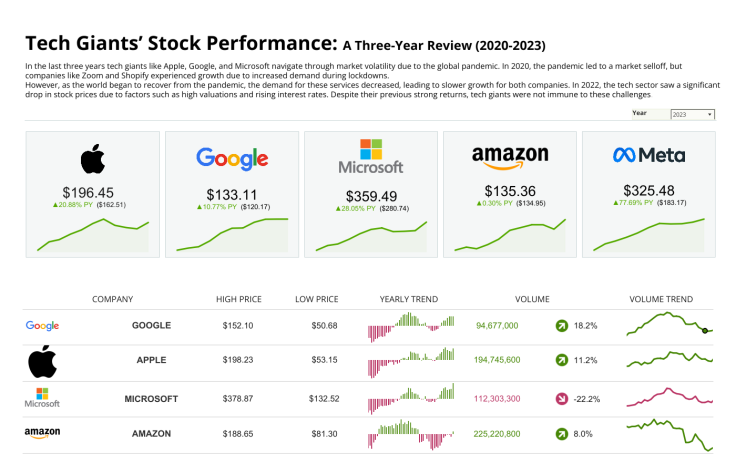 Tech Giants’ Stock Performance: A Three-Year Review (2020-2023)
In the last three years tech giants like Apple, Google, and Microsoft navigate through market volatility due to the global pandemic. In 2020, the pandemic led to a market selloff, but
companies like Zoom and Shopify experienced growth due to increased demand during lockdowns.
However, as the world began to recover from the pandemic, the demand for these services decreased, leading to slower growth for both companies. In 2022, the tech sector saw a significant
drop in stock prices due to factors such as high valuations and rising interest rates. Despite their previous strong returns, tech giants were not immune to these challenges
Year 2023
Google Microsoft amazon Meta
$196.45 $133.11 $359.49 $135.36 $325.48
▲20.88% PY ($162.51) ▲10.77% PY ($120.17) ▲28.05% PY ($280.74) ▲0.30% PY ($134.95) ▲77.69% PY ($183.17)
COMPANY HIGH PRICE LOW PRICE YEARLY TREND VOLUME VOLUME TREND
Google GOOGLE $152.10 $50.68 94,677,000 18.2%
APPLE $198.23 $53.15 194,745,600 11.2%
Microsoft MICROSOFT $378.87 $132.52 112,303,300 -22.2%
amazon AMAZON $188.65 $81.30 225,220,800 8.0%